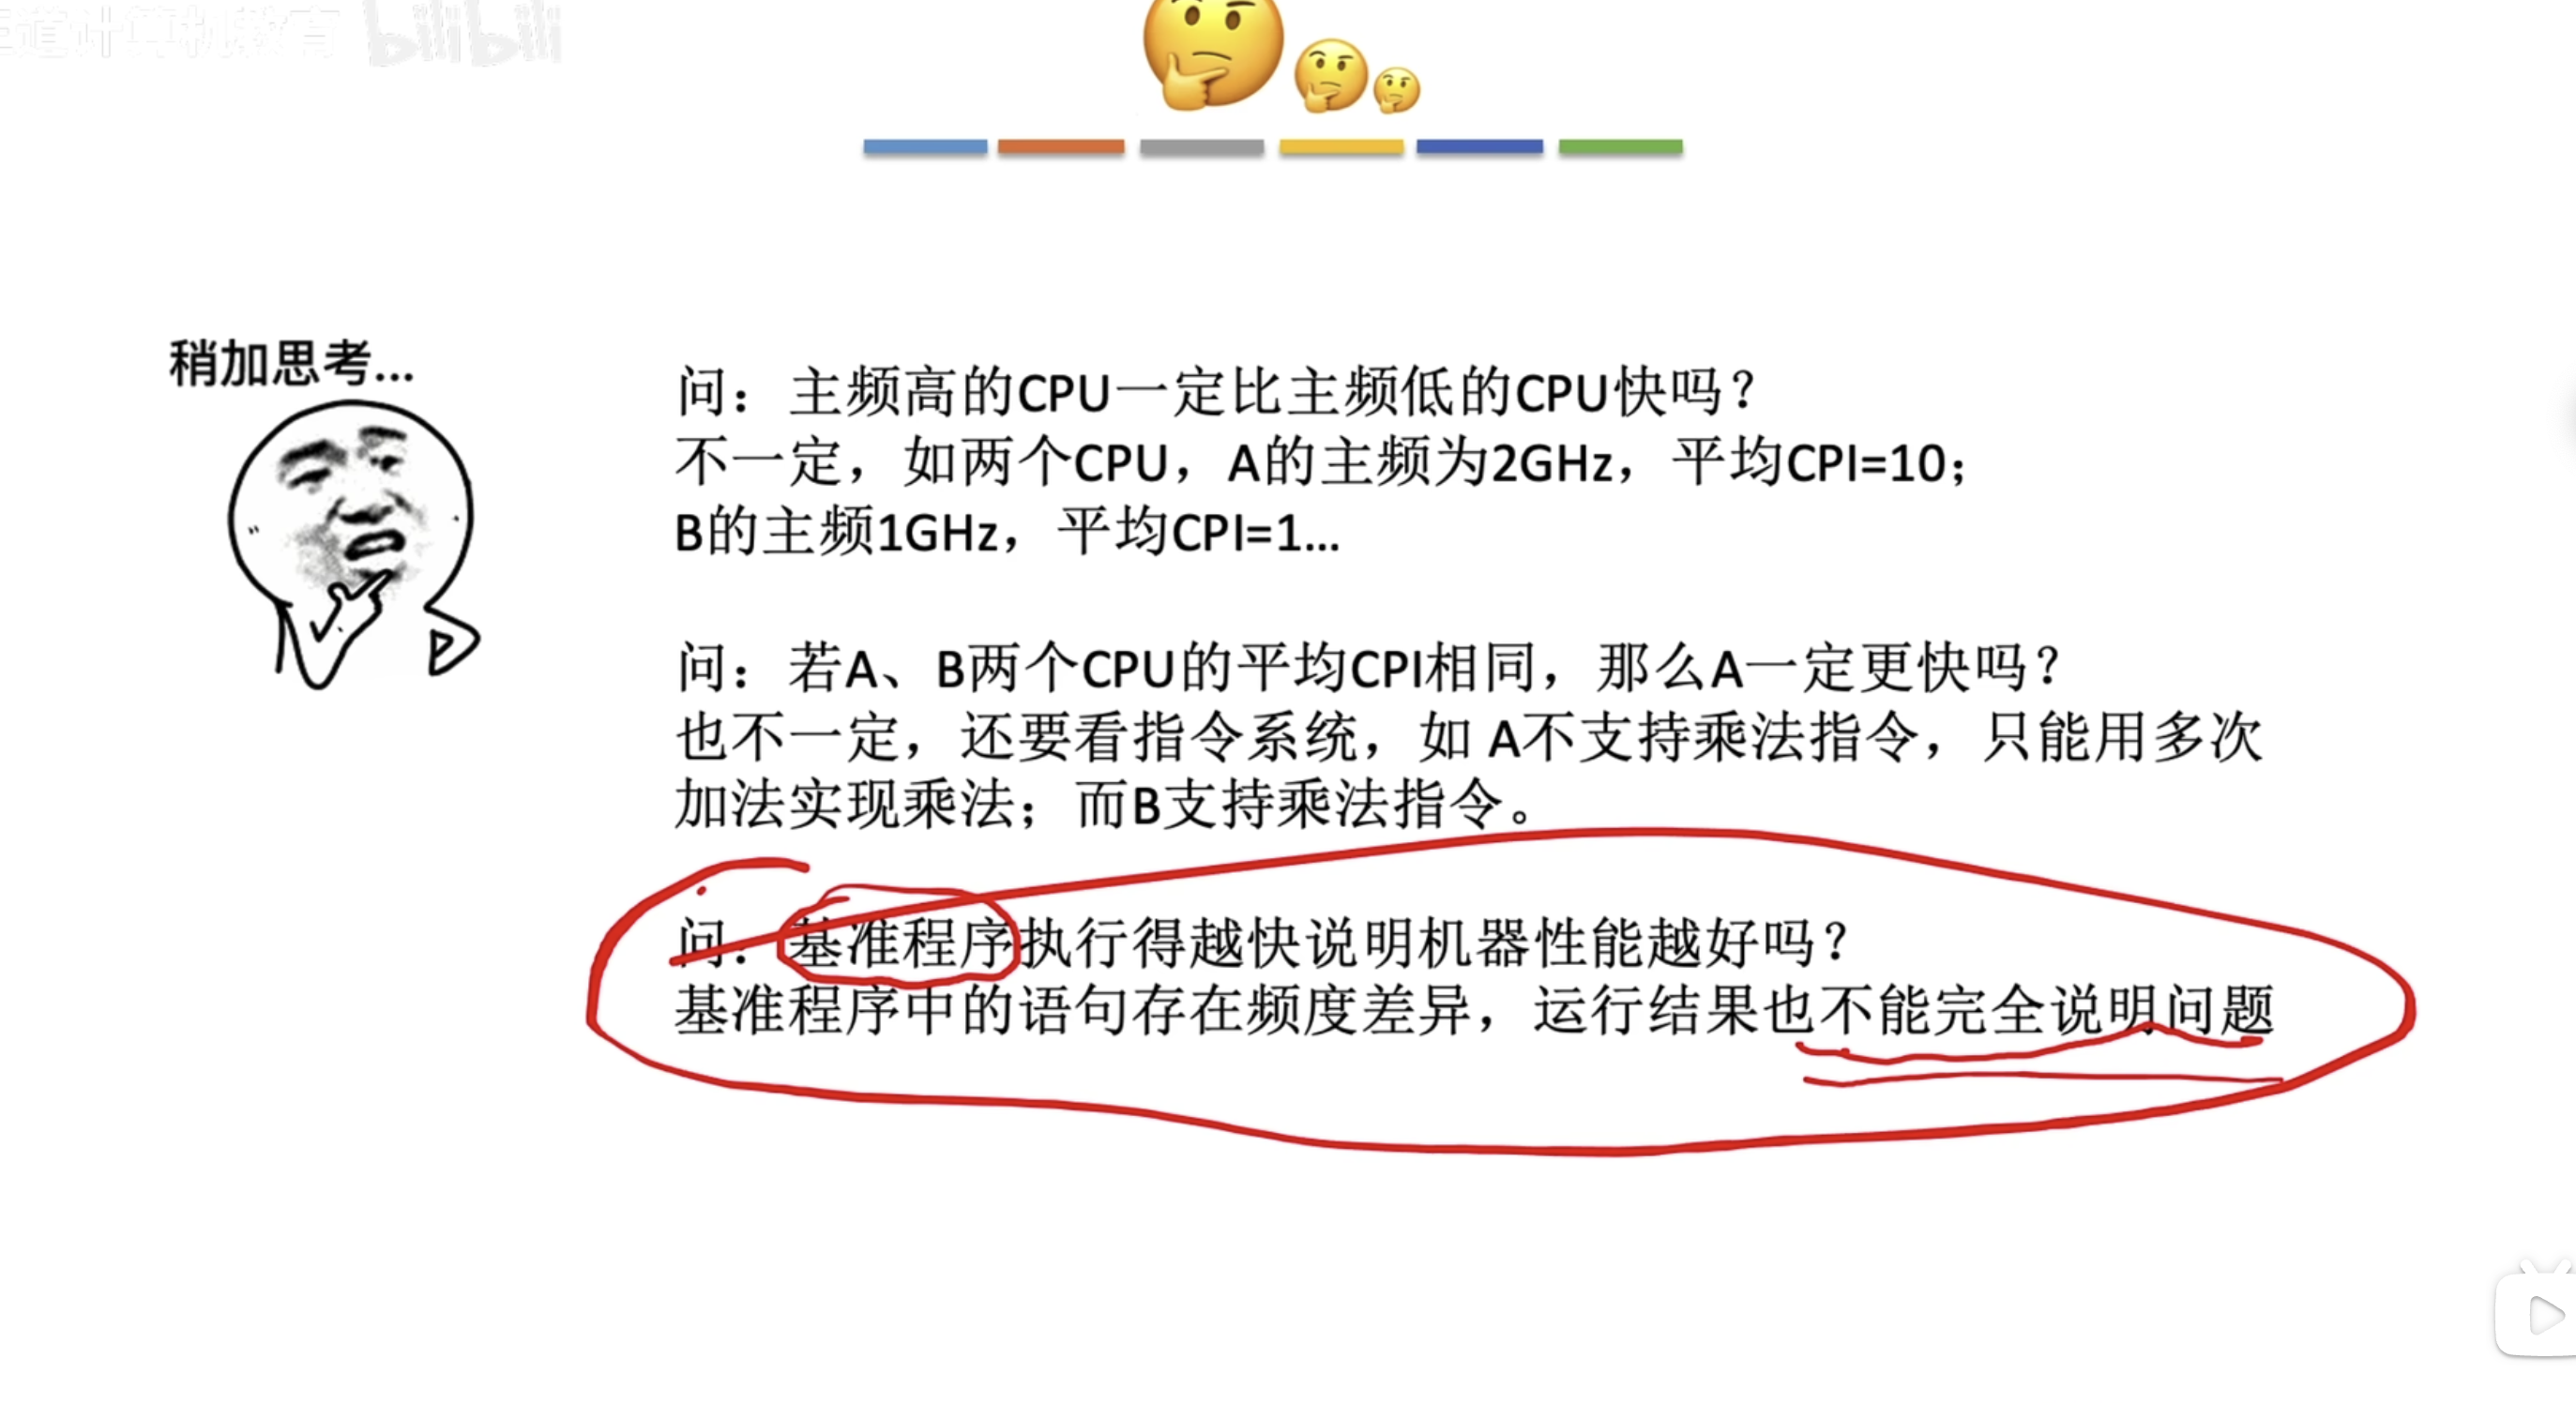 道计算机教育 bilibili
稍加思考...
问：主频高的CPU一定比主频低的CPU快吗？
不一定，如两个CPU，A的主频为2GHz，平均CPI=10；
B的主频1GHz，平均CPI=1...
问：若A、B两个CPU的平均CPI相同，那么A一定更快吗？
也不一定，还要看指令系统，如 A不支持乘法指令，只能用多次
加法实现乘法；而B支持乘法指令。
问：基准程序执行得越快说明机器性能越好吗？
基准程序中的语句存在频度差异，运行结果也不能完全说明问题